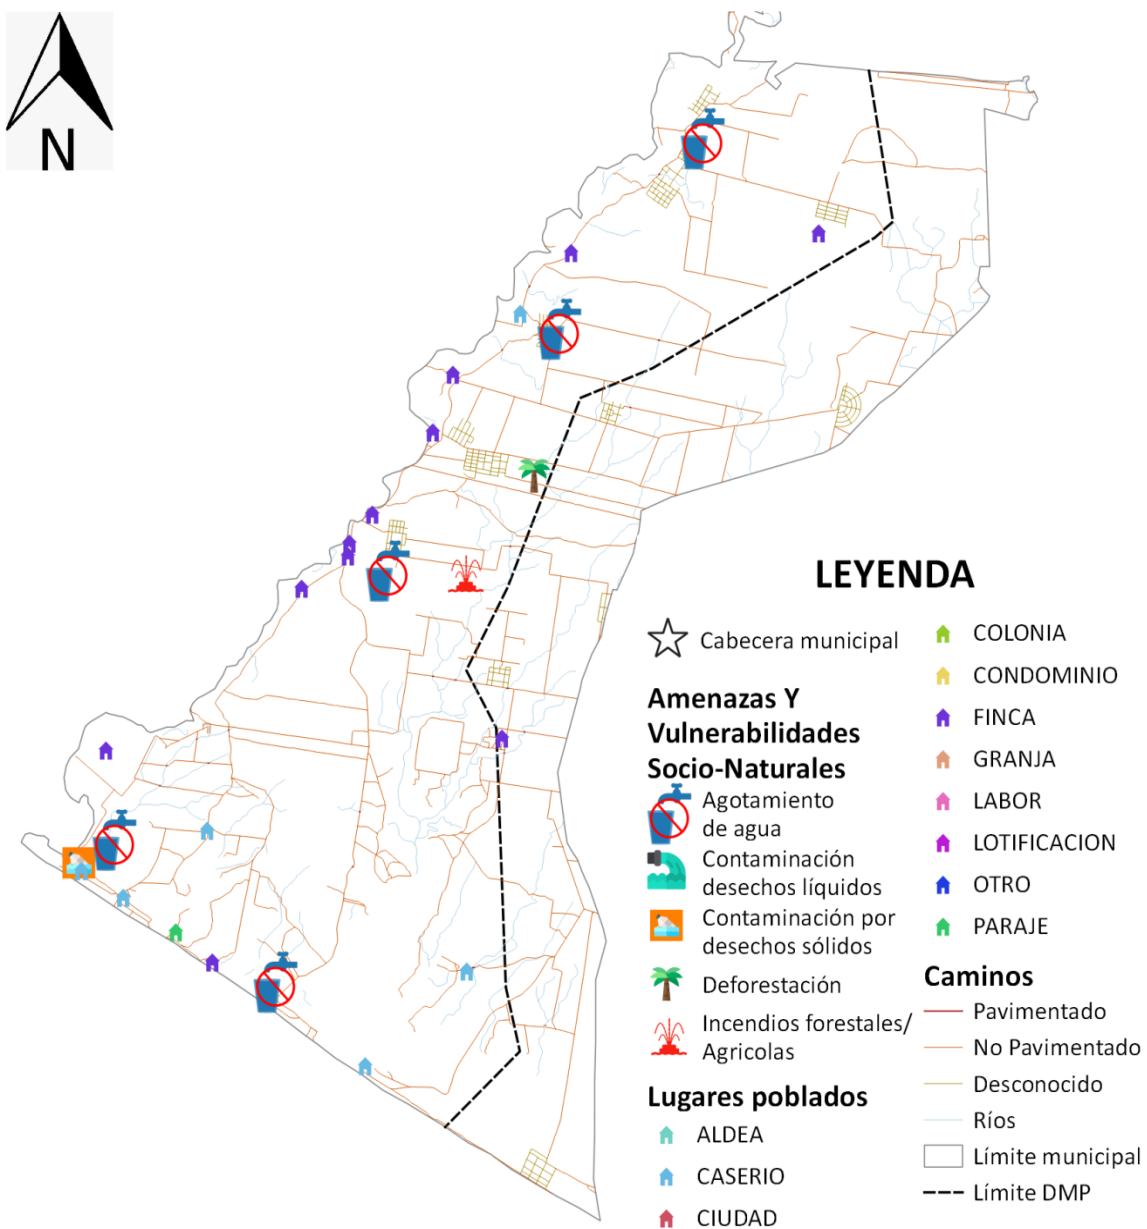 N
LEYENDA
Cabecera municipal
Amenazas Y
Vulnerabilidades
Socio-Naturales
Agotamiento
de agua
Contaminación
desechos líquidos
Contaminación por
desechos sólidos
Deforestación
Incendios forestales/
Agricolas
Lugares poblados
ALDEA
CASERIO
CIUDAD
COLONIA
CONDOMINIO
FINCA
GRANJA
LABOR
LOTIFICACION
OTRO
PARAJE
Caminos
Pavimentado
No Pavimentado
Desconocido
Ríos
Límite municipal
Límite DMP